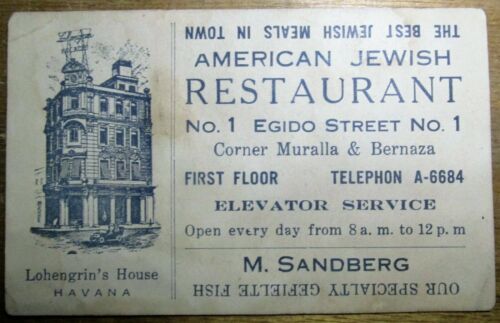 THE BEST JEWISH MEALS IN TOWN
AMERICAN JEWISH
RESTAURANT
No. 1 EGIDO STREET No. 1
Corner Muralla & Bernaza
FIRST FLOOR TELEPHON A-6684
ELEVATOR SERVICE
Open every day from 8 a. m. to 12 p. m
M. SANDBERG
OUR SPECIALTY GEFIELTE FISH
Lohengrin's House
HAVANA